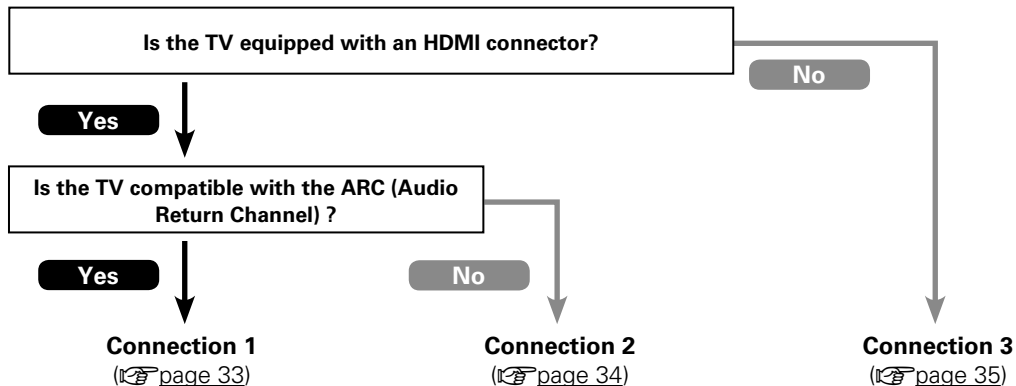 Is the TV equipped with an HDMI connector?
No
Yes
Is the TV compatible with the ARC (Audio
Return Channel) ?
Yes
No
Connection 1
(☞page 33)
Connection 2
(☞page 34)
Connection 3
(☞page 35)